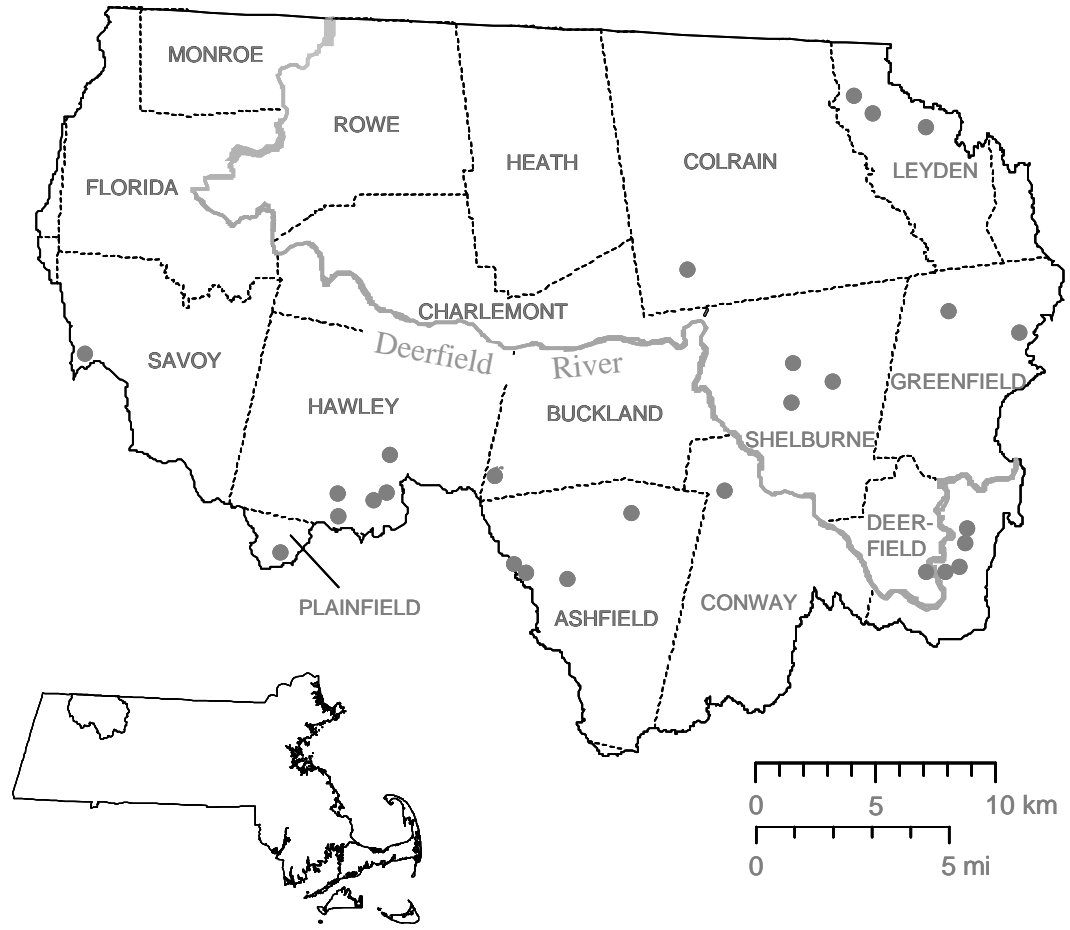 MONROE
ROWE
HEATH
COLRAIN
LEYDEN
FLORIDA
CHARLEMONT
Deerfield River
SAVOY
HAWLEY
BUCKLAND
GREENFIELD
SHELBURNE
DEER-
FIELD
PLAINFIELD
ASHFIELD
CONWAY
0 5 10 km
0 5 mi